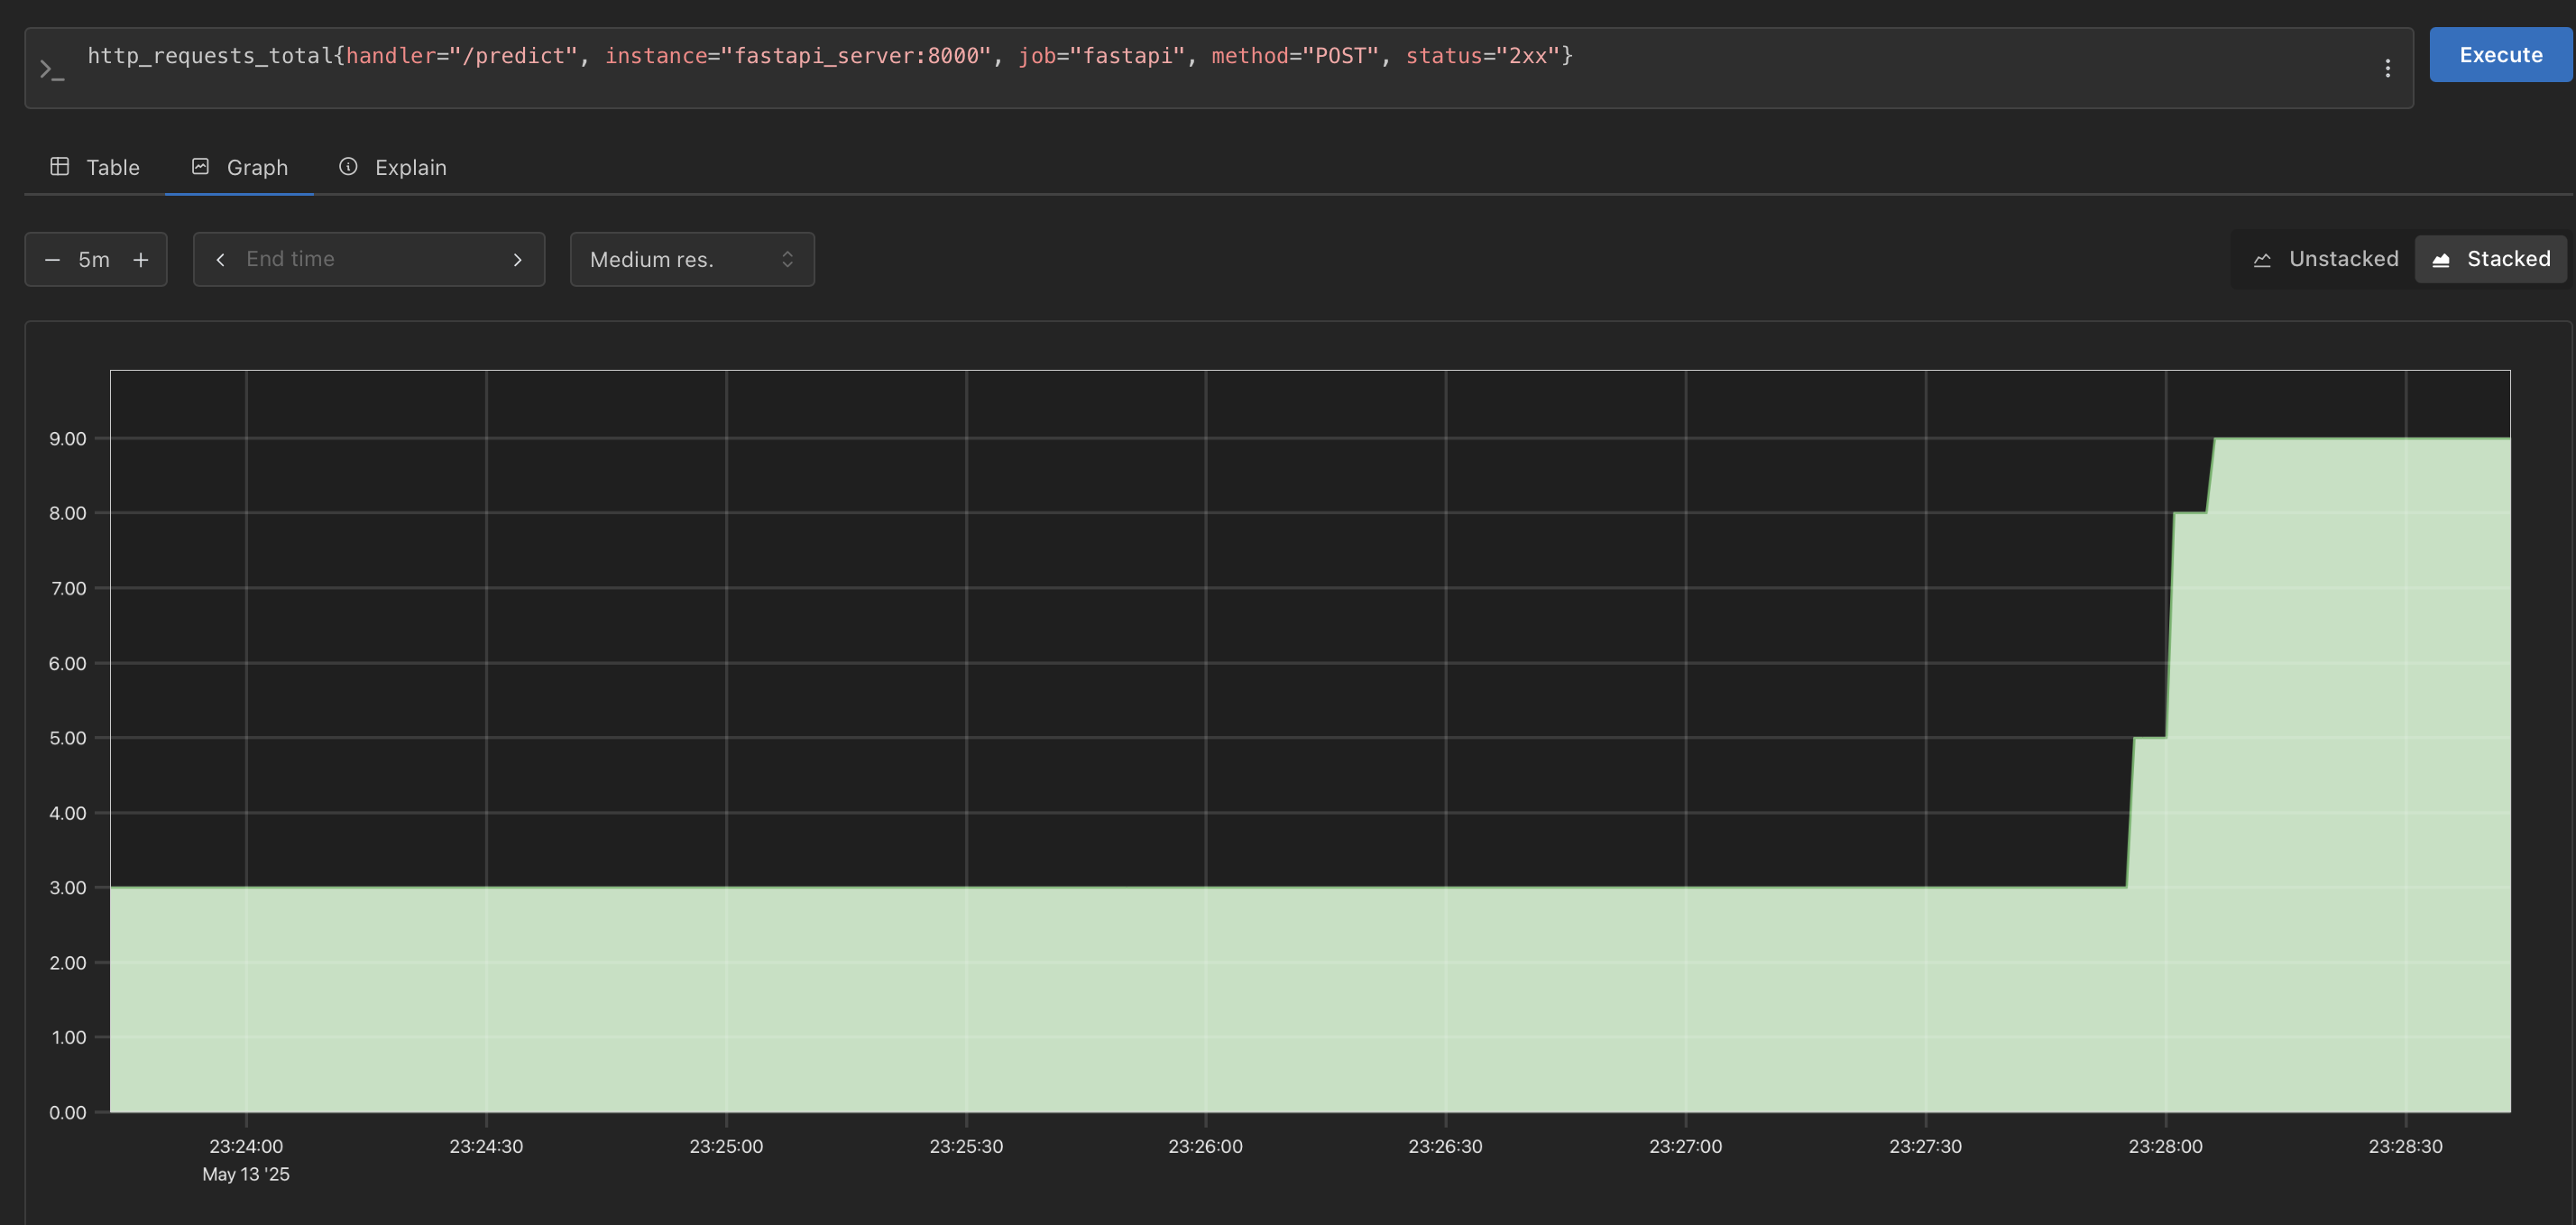 >_ http_requests_total{handler="/predict", instance="fastapi_server:8000", job="fastapi", method="POST", status="2xx"}
Execute
Table Graph Explain
5m End time Medium res. Unstacked Stacked
9.00
8.00
7.00
6.00
5.00
4.00
3.00
2.00
1.00
0.00
23:24:00 23:24:30 23:25:00 23:25:30 23:26:00 23:26:30 23:27:00 23:27:30 23:28:00 23:28:30
May 13 '25